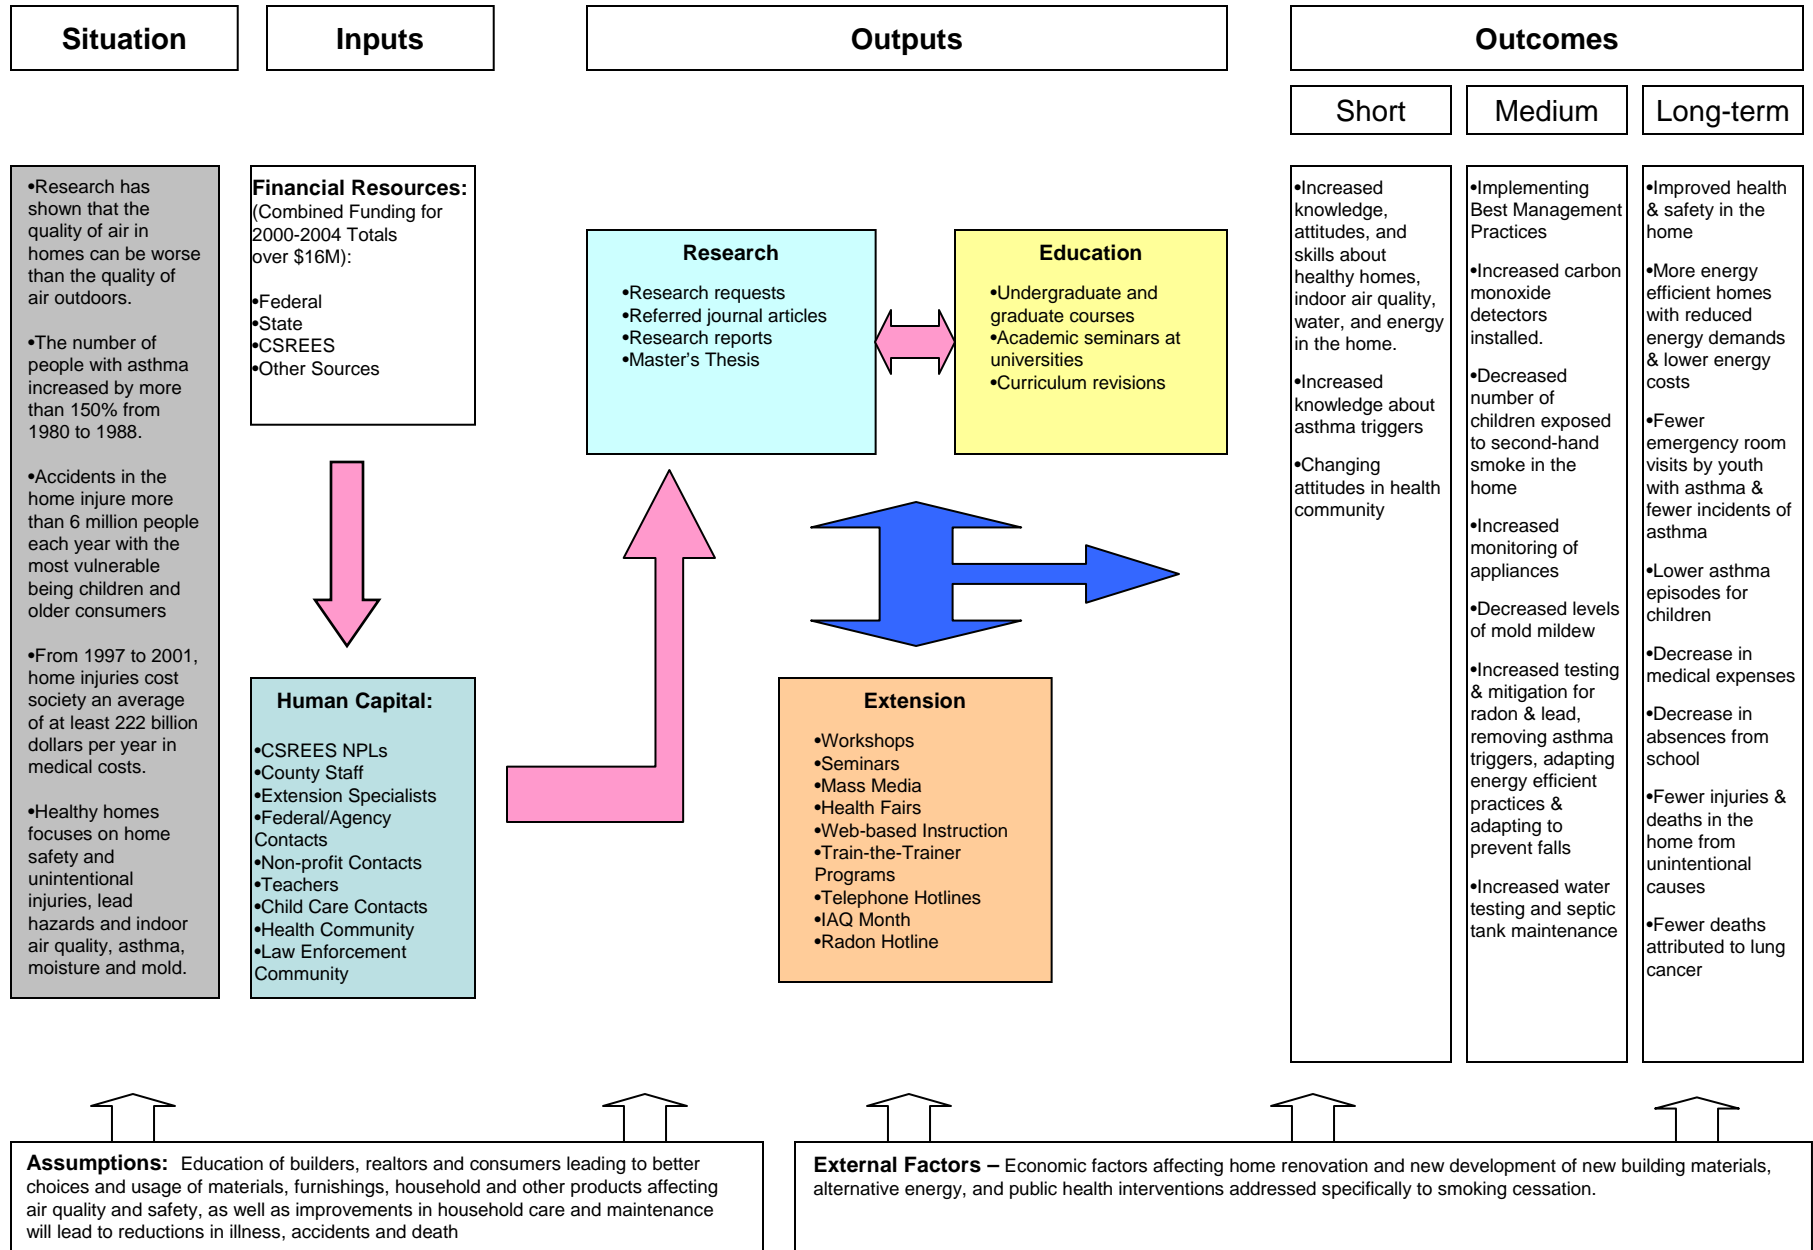 Situation
Inputs
Outputs
Outcomes
Short
Medium
Long-term
•Research has
shown that the
quality of air in
homes can be worse
than the quality of
air outdoors.
•The number of
people with asthma
increased by more
than 150% from
1980 to 1988.
•Accidents in the
home injure more
than 6 million people
each year with the
most vulnerable
being children and
older consumers
•From 1997 to 2001,
home injuries cost
society an average
of at least 222 billion
dollars per year in
medical costs.
•Healthy homes
focuses on home
safety and
unintentional
injuries, lead
hazards and indoor
air quality, asthma,
moisture and mold.
Financial Resources:
(Combined Funding for
2000-2004 Totals
over $16M):
•Federal
•State
•CSREES
•Other Sources
Human Capital:
•CSREES NPLs
•County Staff
•Extension Specialists
•Federal/Agency
Contacts
•Non-profit Contacts
•Teachers
•Child Care Contacts
•Health Community
•Law Enforcement
Community
Research
•Research requests
•Referred journal articles
•Research reports
•Master's Thesis
Education
•Undergraduate and
graduate courses
•Academic seminars at
universities
•Curriculum revisions
Extension
•Workshops
•Seminars
•Mass Media
•Health Fairs
•Web-based Instruction
•Train-the-Trainer
Programs
•Telephone Hotlines
•IAQ Month
•Radon Hotline
•Increased
knowledge,
attitudes, and
skills about
healthy homes,
indoor air quality,
water, and energy
in the home.
•Increased
knowledge about
asthma triggers
•Changing
attitudes in health
community
•Implementing
Best Management
Practices
•Increased carbon
monoxide
detectors
installed.
•Decreased
number of
children exposed
to second-hand
smoke in the
home
•Increased
monitoring of
appliances
•Decreased levels
of mold mildew
•Increased testing
& mitigation for
radon & lead,
removing asthma
triggers, adapting
energy efficient
practices &
adapting to
prevent falls
•Increased water
testing and septic
tank maintenance
•Improved health
& safety in the
home
•More energy
efficient homes
with reduced
energy demands
& lower energy
costs
•Fewer
emergency room
visits by youth
with asthma &
fewer incidents of
asthma
•Lower asthma
episodes for
children
•Decrease in
medical expenses
•Decrease in
absences from
school
•Fewer injuries &
deaths in the
home from
unintentional
causes
•Fewer deaths
attributed to lung
cancer
Assumptions: Education of builders, realtors and consumers leading to better
choices and usage of materials, furnishings, household and other products affecting
air quality and safety, as well as improvements in household care and maintenance
will lead to reductions in illness, accidents and death
External Factors – Economic factors affecting home renovation and new development of new building materials,
alternative energy, and public health interventions addressed specifically to smoking cessation.